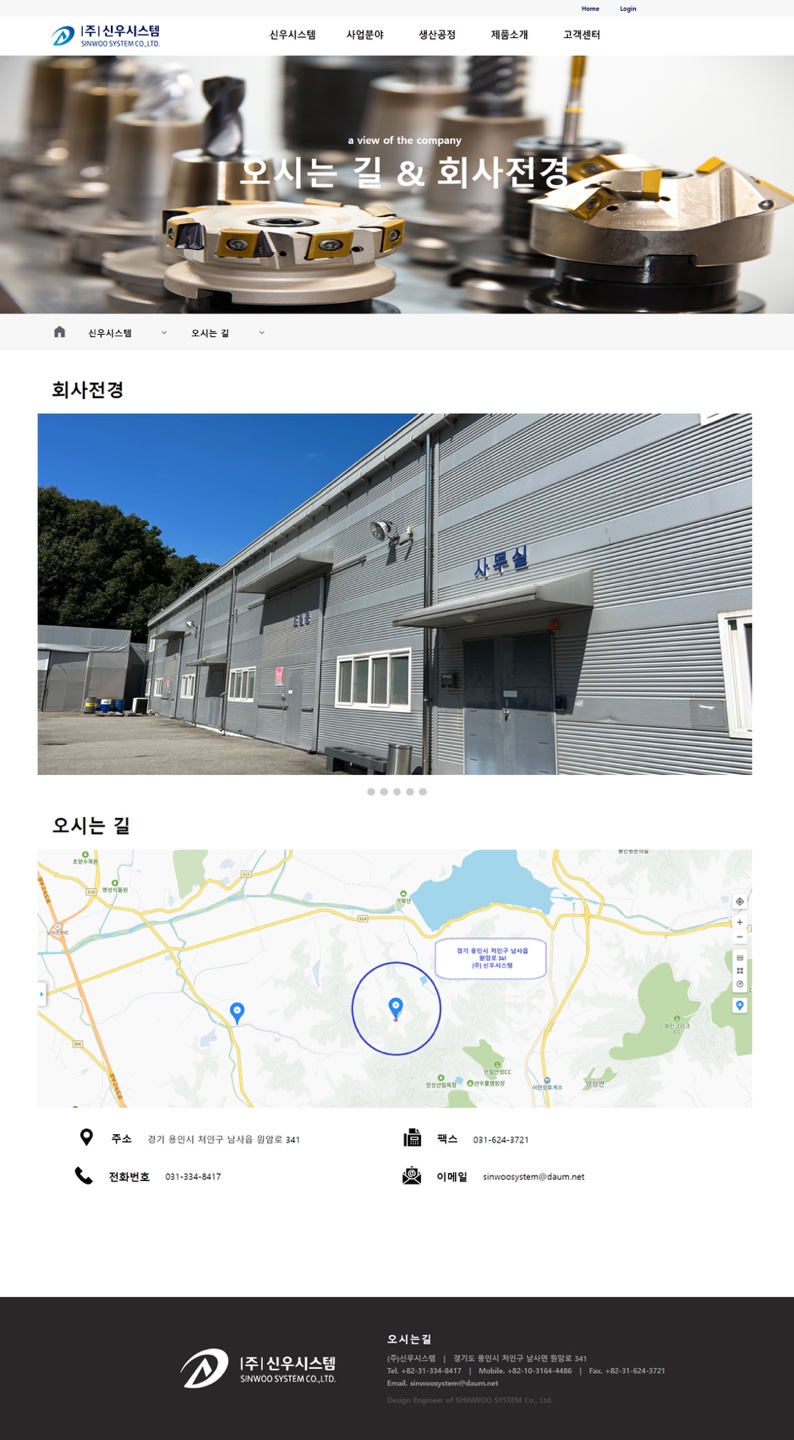 Home Login
|주| 신우시스템
SINWOO SYSTEM CO.,LTD.
신우시스템 사업분야 생산공정 제품소개 고객센터
a view of the company
오시는 길 & 회사전경
신우시스템 오시는 길
회사전경
사무실
오시는 길
경기 용인시 처인구 남사읍
원암로 341
(주) 신우시스템
주소 경기 용인시 처인구 남사읍 원암로 341
팩스 031-624-3721
전화번호 031-334-8417
이메일 sinwoosystem@daum.net
|주| 신우시스템
SINWOO SYSTEM CO.,LTD.
오시는길
(주)신우시스템 | 경기도 용인시 처인구 남사면 원암로 341
Tel. +82-31-334-8417 | Mobile. +82-10-3164-4486 | Fax. +82-31-624-3721
Email. sinwoosystem@daum.net
Design Engineer of SHINWOO SYSTEM Co., Ltd.